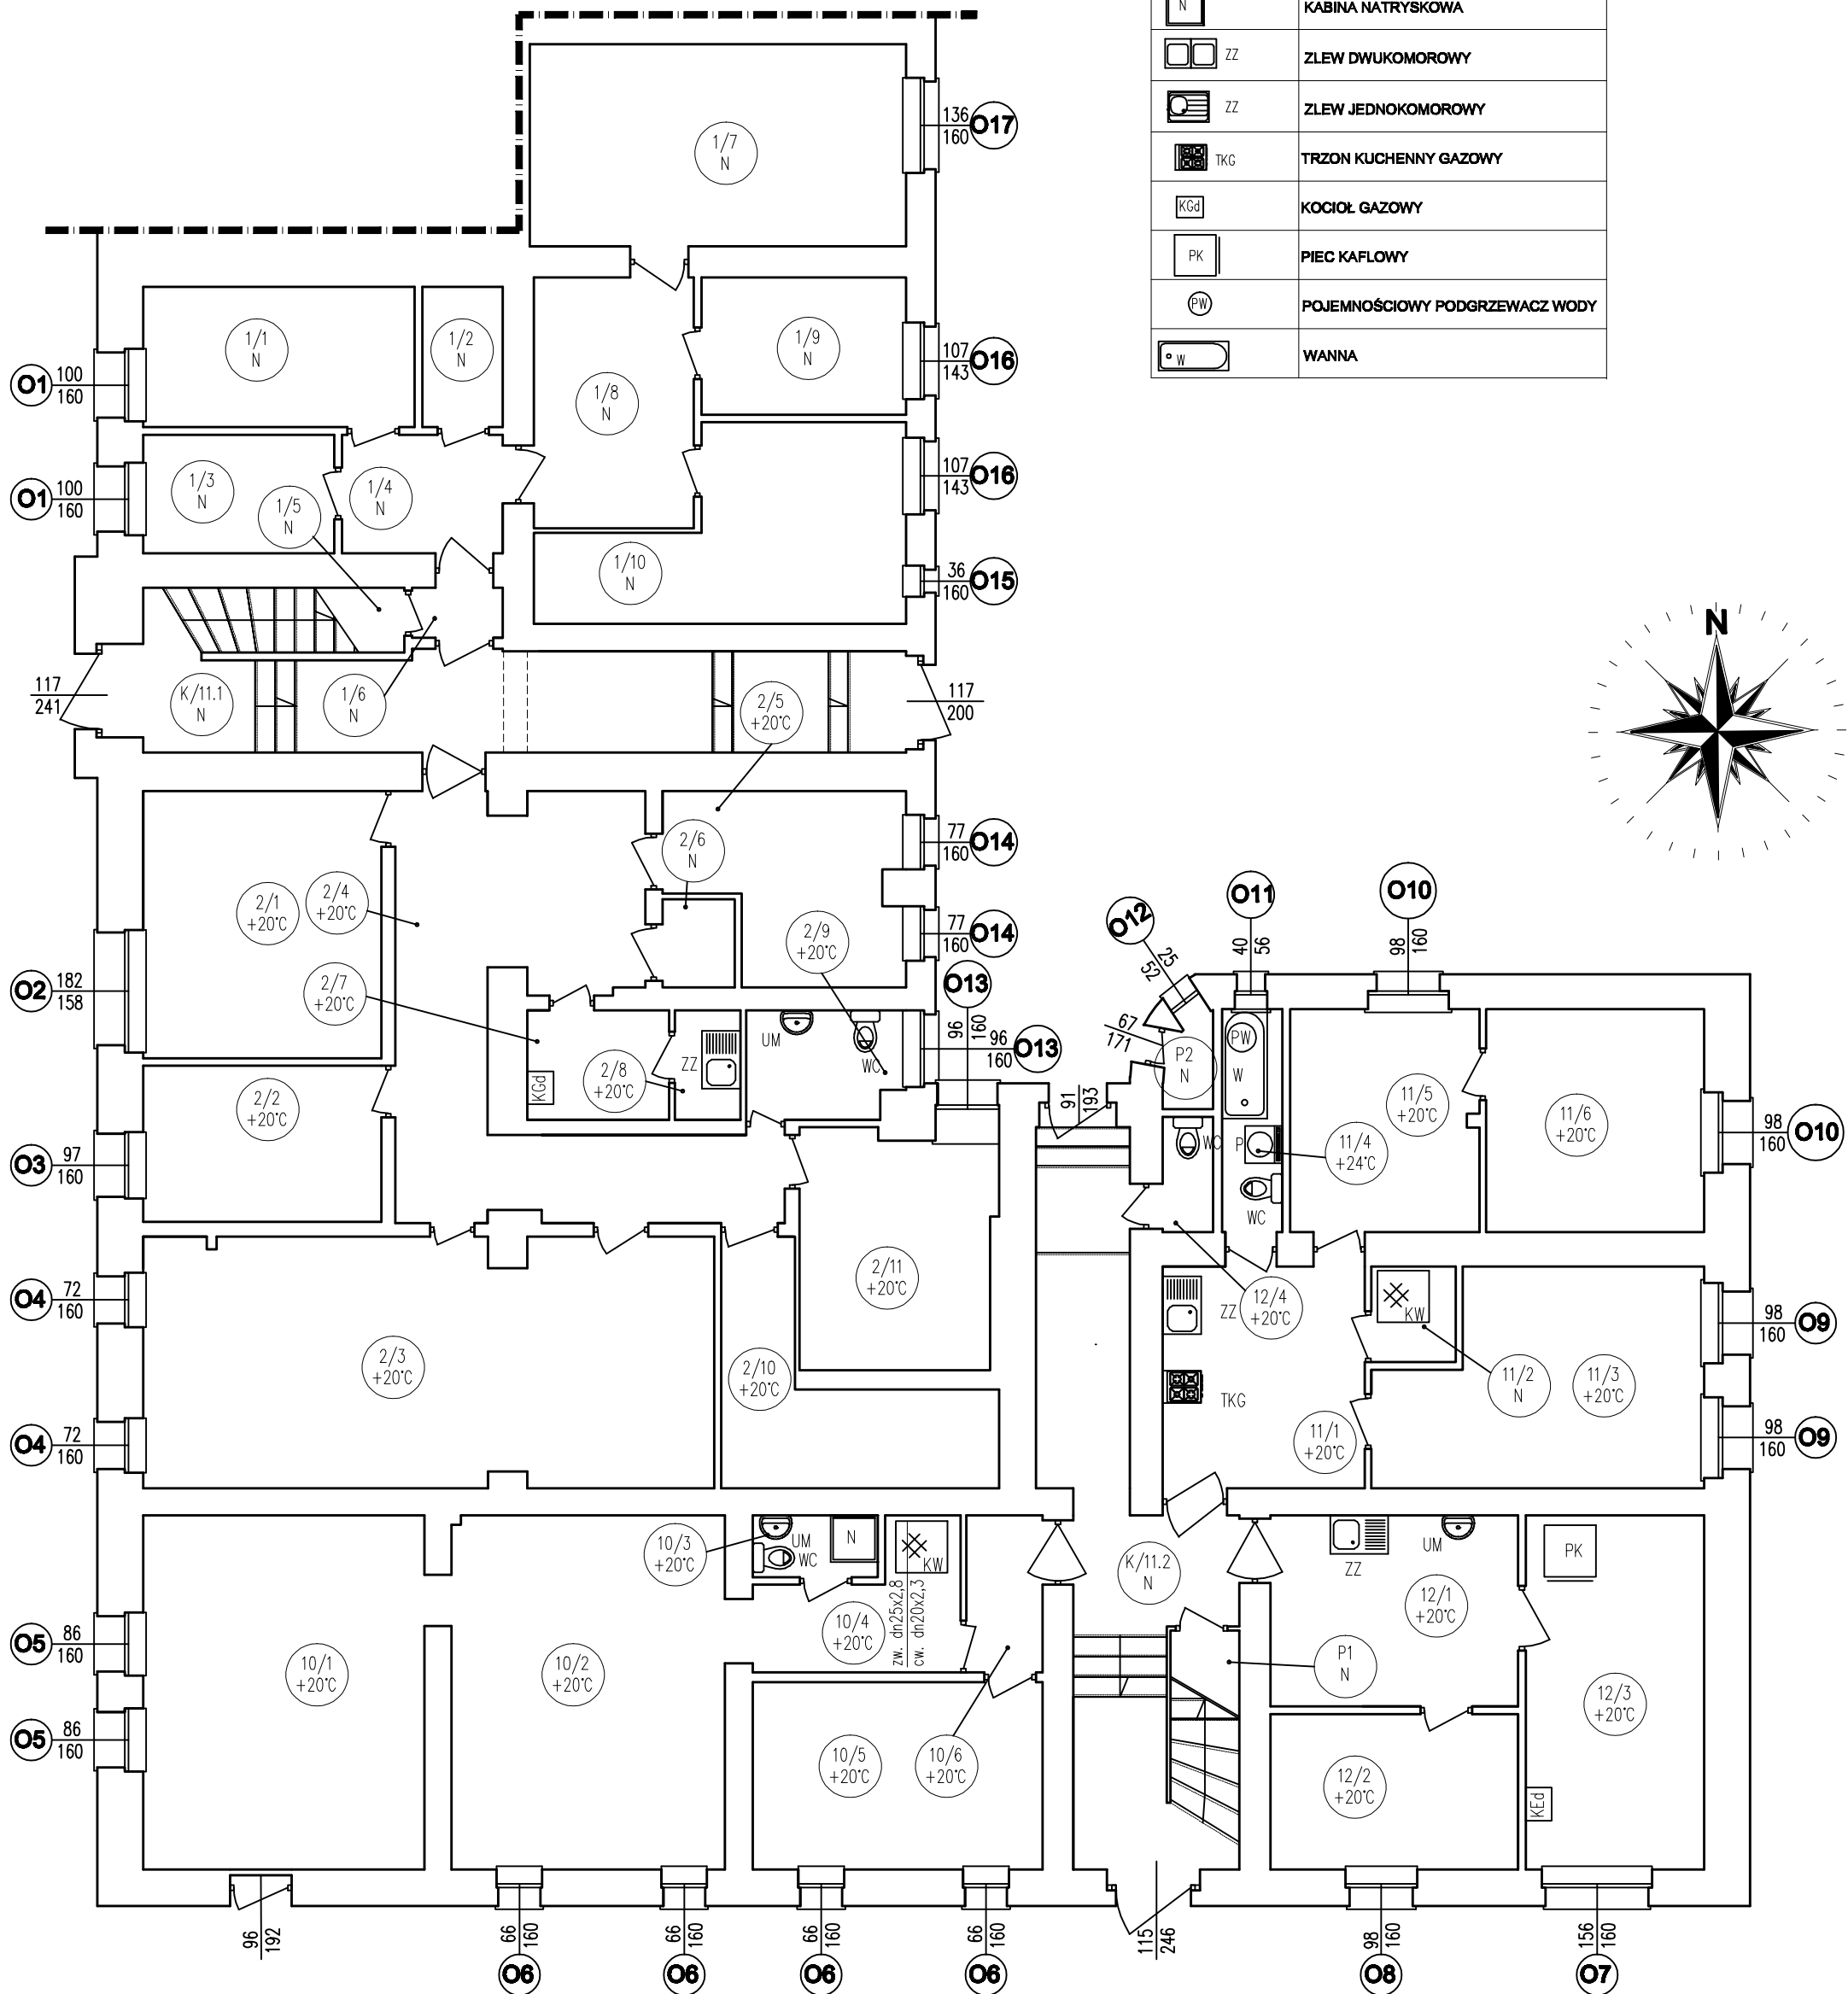 N
KABINA NATRYSKOWA
ZZ
ZLEW DWUKOMOROWY
ZZ
ZLEW JEDNOKOMOROWY
TKG
TRZON KUCHENNY GAZOWY
KGd
KOCIOŁ GAZOWY
PK
PIEC KAFLOWY
PW
POJEMNOŚCIOWY PODGRZEWACZ WODY
W
WANNA
N
136
160
O17
1/7
N
1/1
N
1/2
N
1/9
N
O1
100
160
107
143
O16
1/8
N
1/3
N
1/4
N
1/5
N
O1
100
160
107
143
O16
1/10
N
36
160
O15
117
241
K/11.1
N
1/6
N
2/5
+20°C
117
200
2/6
N
77
160
O14
2/1
+20°C
2/4
+20°C
2/9
+20°C
77
160
O14
O2
182
158
2/7
+20°C
O13
96
160
96
160
O13
UM
WC
ZZ
KGd
2/8
+20°C
2/2
+20°C
O3
97
160
O12
25
52
O11
40
56
O10
98
160
67
171
P2
N
PW
W
91
193
11/5
+20°C
11/6
+20°C
98
160
O10
WC
P
11/4
+24°C
WC
2/11
+20°C
O4
72
160
12/4
+20°C
ZZ
KW
98
160
O9
2/3
+20°C
2/10
+20°C
TKG
11/2
N
11/3
+20°C
O4
72
160
11/1
+20°C
98
160
O9
10/3
+20°C
UM
WC
N
KW
zw. dn25x2,8
cw. dn20x2,3
K/11.2
N
ZZ
UM
PK
12/1
+20°C
O5
86
160
10/1
+20°C
10/2
+20°C
10/4
+20°C
P1
N
12/3
+20°C
O5
86
160
10/5
+20°C
10/6
+20°C
12/2
+20°C
KEd
96
192
66
160
O6
66
160
O6
66
160
O6
66
160
O6
115
246
98
160
O8
156
160
O7